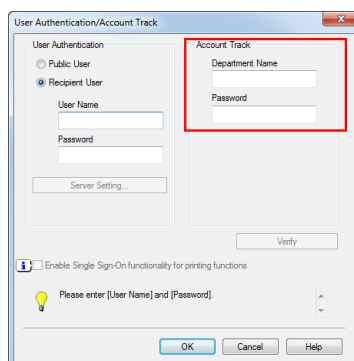 User Authentication/Account Track
User Authentication
Public User
Recipient User
User Name
Password
Server Setting...
Account Track
Department Name
Password
Verify
Enable Single Sign-On functionality for printing functions
Please enter [User Name] and [Password].
OK Cancel Help